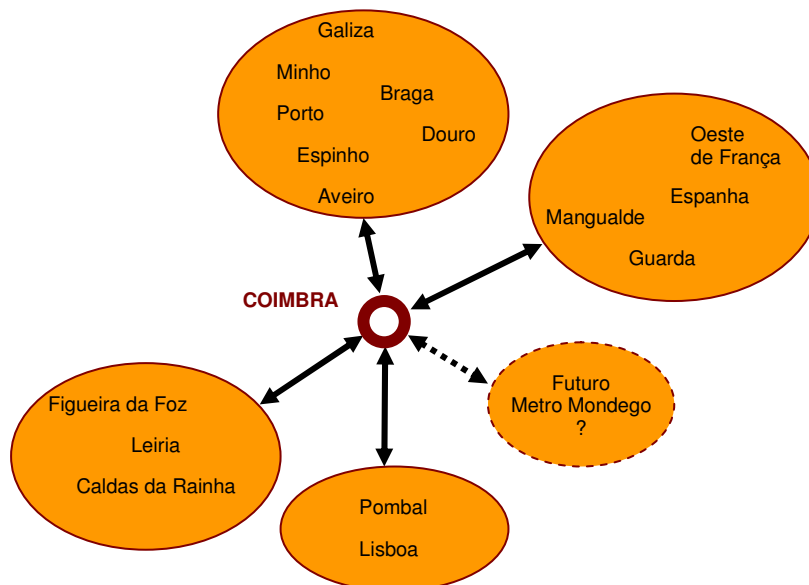 Galiza
Minho
Braga
Porto
Douro
Espinho
Aveiro
Oeste
de França
Espanha
Mangualde
Guarda
COIMBRA
Futuro
Metro Mondego
?
Figueira da Foz
Leiria
Caldas da Rainha
Pombal
Lisboa